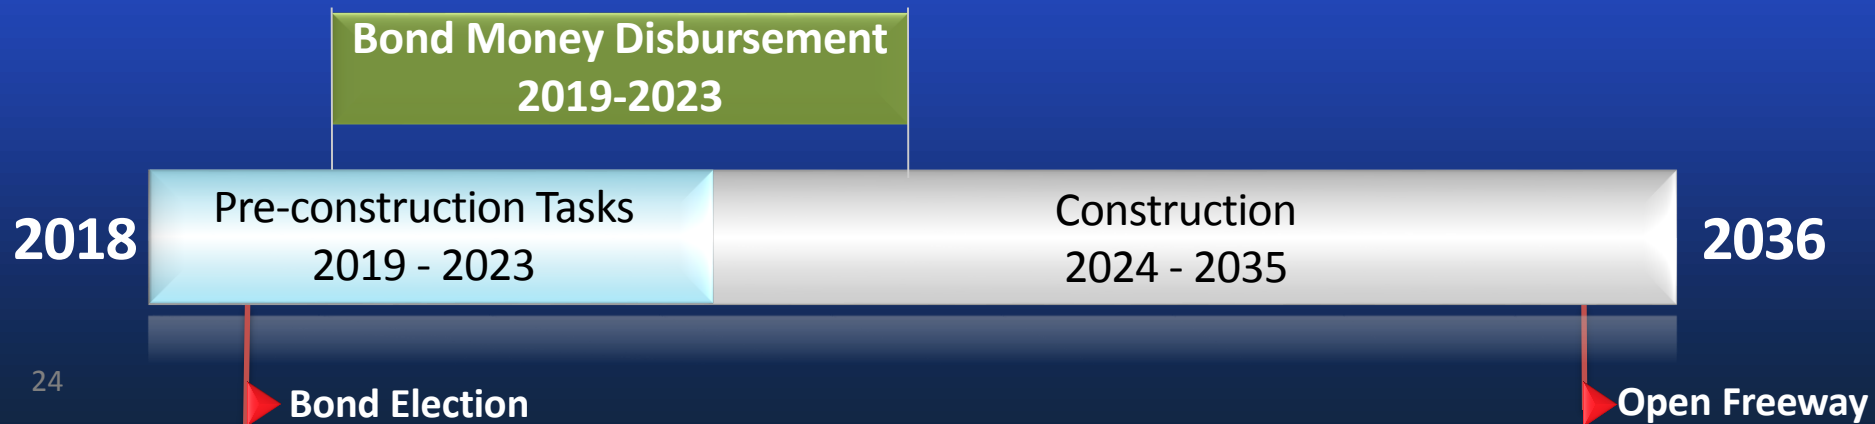 Bond Money Disbursement
2019-2023
2018
Pre-construction Tasks
2019 - 2023
Construction
2024 - 2035
2036
24
Bond Election
Open Freeway